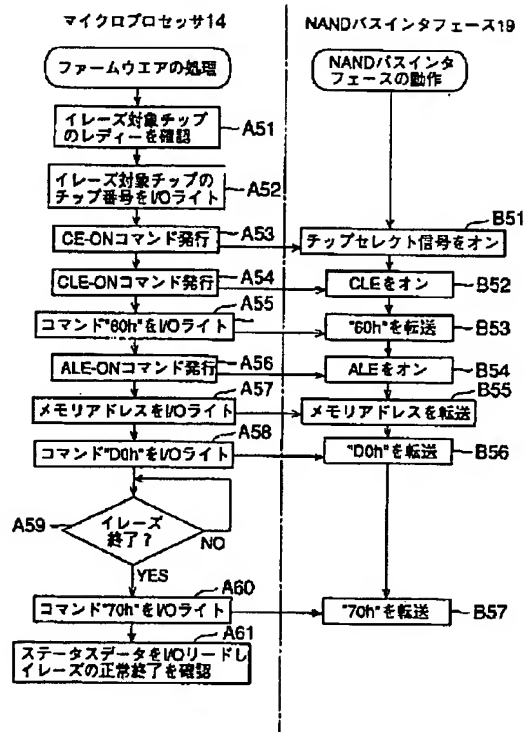 マイクロプロセッサ14
NANDバスインタフェース19
ファームウエアの処理
NANDバスインタ
フェースの動作
イレーズ対象チップ
のレディーを確認
A51
イレーズ対象チップの
チップ番号をI/Oライト
A52
CE-ONコマンド発行
A53
チップセレクト信号をオン
B51
CLE-ONコマンド発行
A54
CLEをオン
B52
コマンド"60h"をI/Oライト
A55
"60h"を転送
B53
ALE-ONコマンド発行
A56
ALEをオン
B54
メモリアドレスをI/Oライト
A57
メモリアドレスを転送
B55
コマンド"D0h"をI/Oライト
A58
"D0h"を転送
B56
A59
イレーズ
終了?
NO
YES
コマンド"70h"をI/Oライト
A60
"70h"を転送
B57
A61
ステータスデータをI/Oリードし
イレーズの正常終了を確認